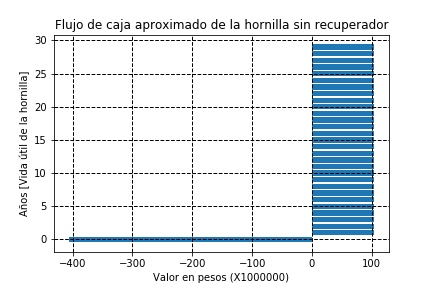 Flujo de caja aproximado de la hornilla sin recuperador
30
25
20
15
10
5
0
Años [Vida útil de la hornilla]
−400 −300 −200 −100 0 100
Valor en pesos (X1000000)